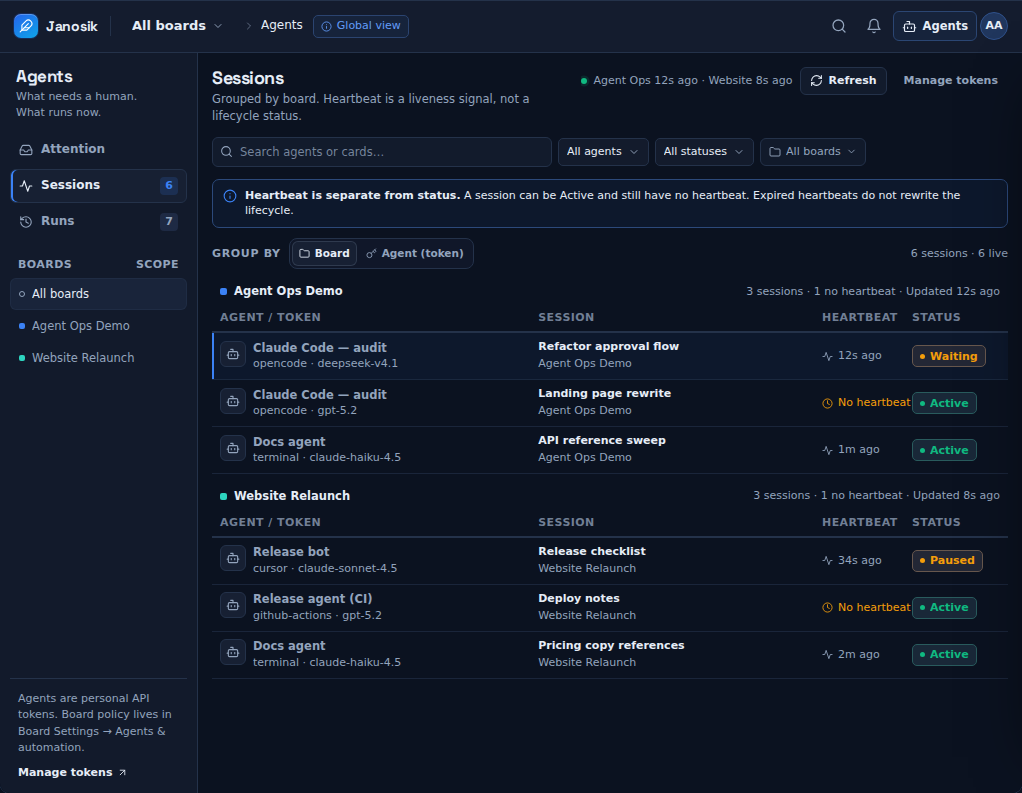 Janosik
All boards
Agents
Global view
Agents
AA
Agents
What needs a human.
What runs now.
Attention
Sessions 6
Runs 7
BOARDS SCOPE
All boards
Agent Ops Demo
Website Relaunch
Agents are personal API
tokens. Board policy lives in
Board Settings → Agents &
automation.
Manage tokens
Sessions
Grouped by board. Heartbeat is a liveness signal, not a
lifecycle status.
Agent Ops 12s ago · Website 8s ago
Refresh
Manage tokens
Search agents or cards...
All agents
All statuses
All boards
Heartbeat is separate from status. A session can be Active and still have no heartbeat. Expired heartbeats do not rewrite the
lifecycle.
GROUP BY Board Agent (token) 6 sessions · 6 live
Agent Ops Demo 3 sessions · 1 no heartbeat · Updated 12s ago
AGENT / TOKEN SESSION HEARTBEAT STATUS
Claude Code — audit Refactor approval flow 12s ago Waiting
opencode · deepseek-v4.1 Agent Ops Demo
Claude Code — audit Landing page rewrite No heartbeat Active
opencode · gpt-5.2 Agent Ops Demo
Docs agent API reference sweep 1m ago Active
terminal · claude-haiku-4.5 Agent Ops Demo
Website Relaunch 3 sessions · 1 no heartbeat · Updated 8s ago
AGENT / TOKEN SESSION HEARTBEAT STATUS
Release bot Release checklist 34s ago Paused
cursor · claude-sonnet-4.5 Website Relaunch
Release agent (CI) Deploy notes No heartbeat Active
github-actions · gpt-5.2 Website Relaunch
Docs agent Pricing copy references 2m ago Active
terminal · claude-haiku-4.5 Website Relaunch